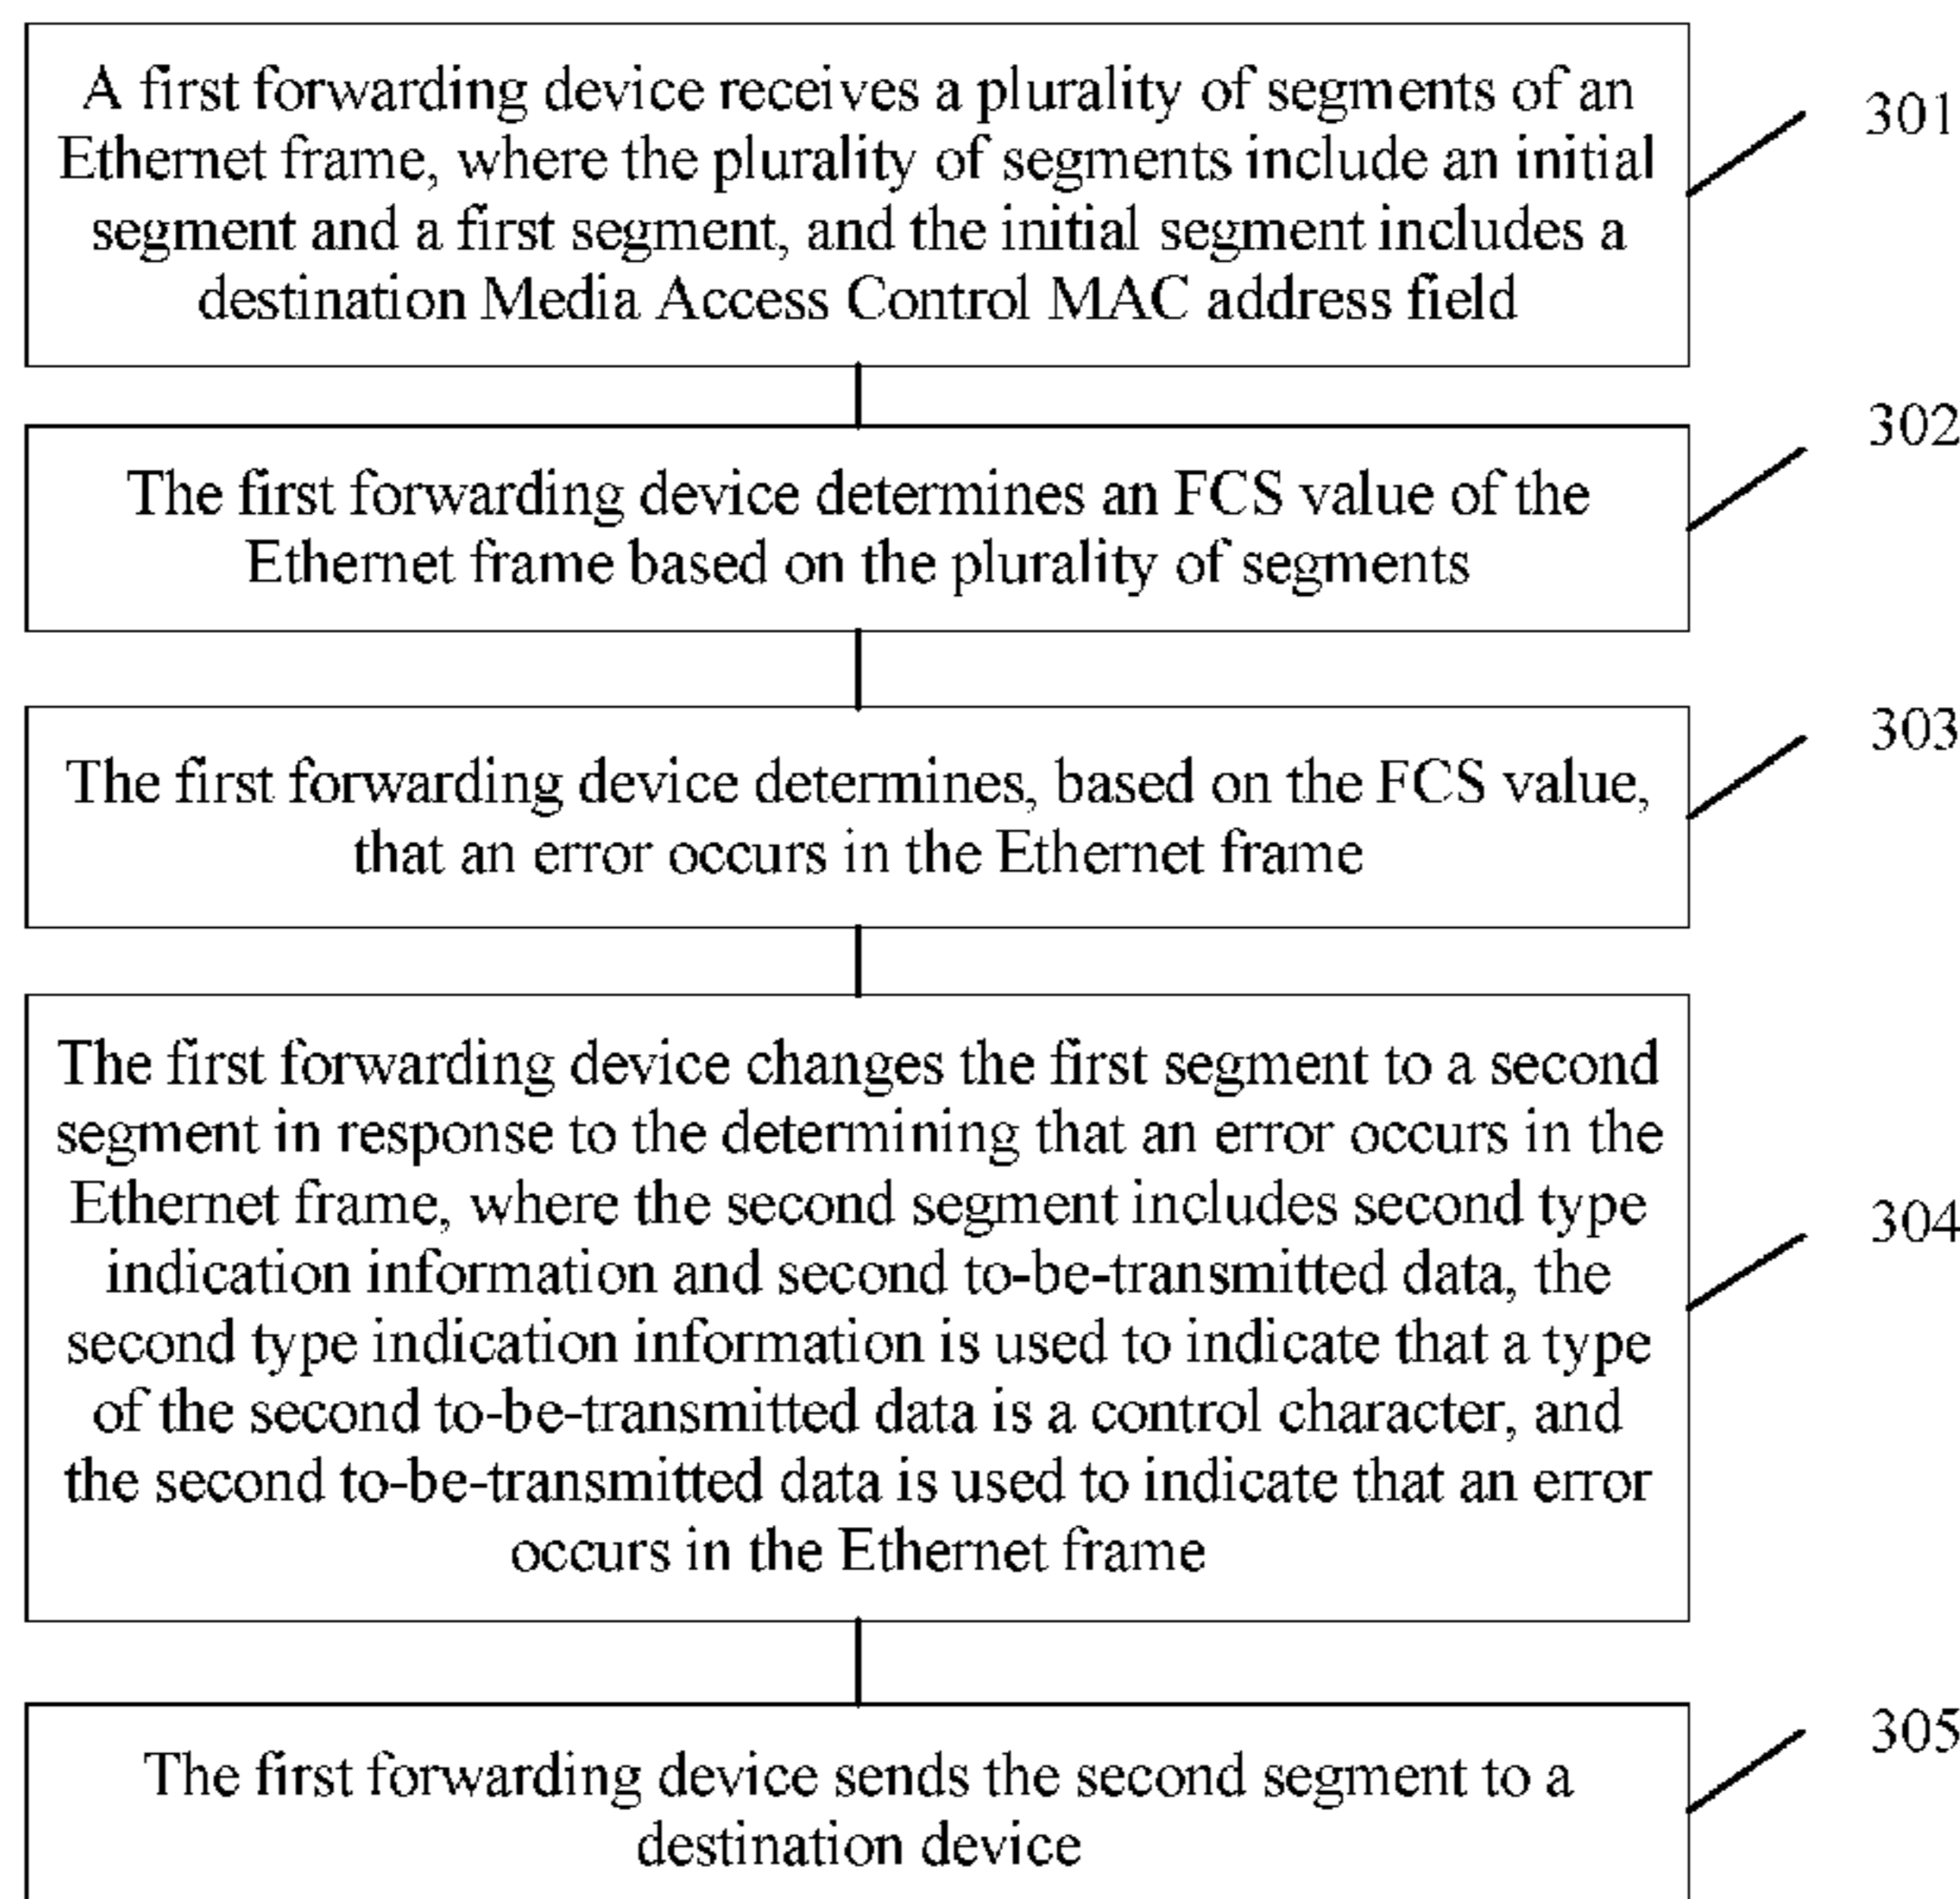 A first forwarding device receives a plurality of segments of an
Ethernet frame, where the plurality of segments include an initial
segment and a first segment, and the initial segment includes a
destination Media Access Control MAC address field
301
The first forwarding device determines an FCS value of the
Ethernet frame based on the plurality of segments
302
The first forwarding device determines, based on the FCS value,
that an error occurs in the Ethernet frame
303
The first forwarding device changes the first segment to a second
segment in response to the determining that an error occurs in the
Ethernet frame, where the second segment includes second type
indication information and second to-be-transmitted data, the
second type indication information is used to indicate that a type
of the second to-be-transmitted data is a control character, and
the second to-be-transmitted data is used to indicate that an error
occurs in the Ethernet frame
304
The first forwarding device sends the second segment to a
destination device
305